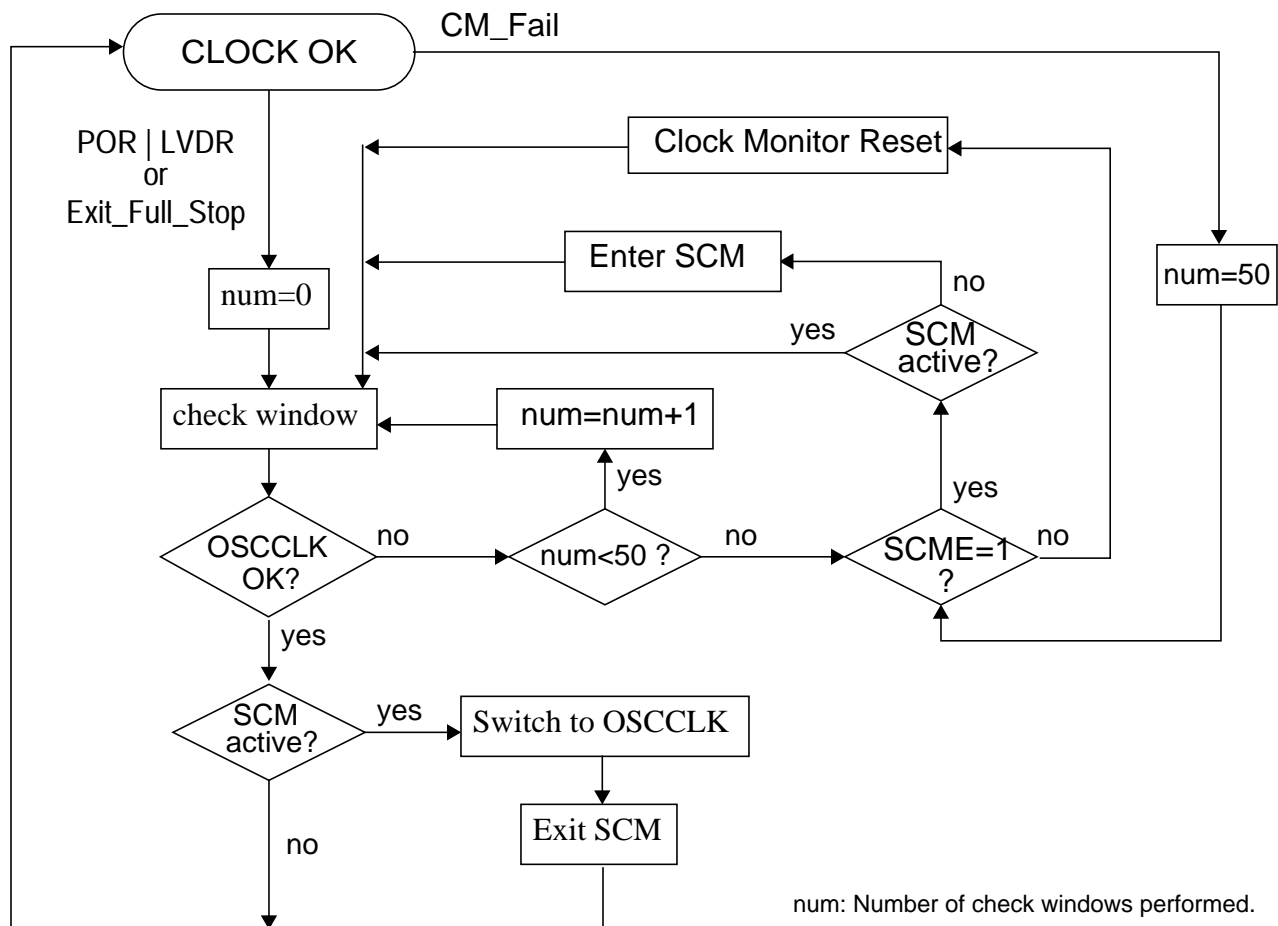 CM_Fail
CLOCK OK
POR | LVDR
or
Exit_Full_Stop
Clock Monitor Reset
Enter SCM
num=50
num=0
no
yes
SCM
active?
check window
num=num+1
yes
yes
OSCCLK
OK?
no
num<50 ?
no
SCME=1
?
no
yes
SCM
active?
yes
Switch to OSCCLK
Exit SCM
no
num: Number of check windows performed.